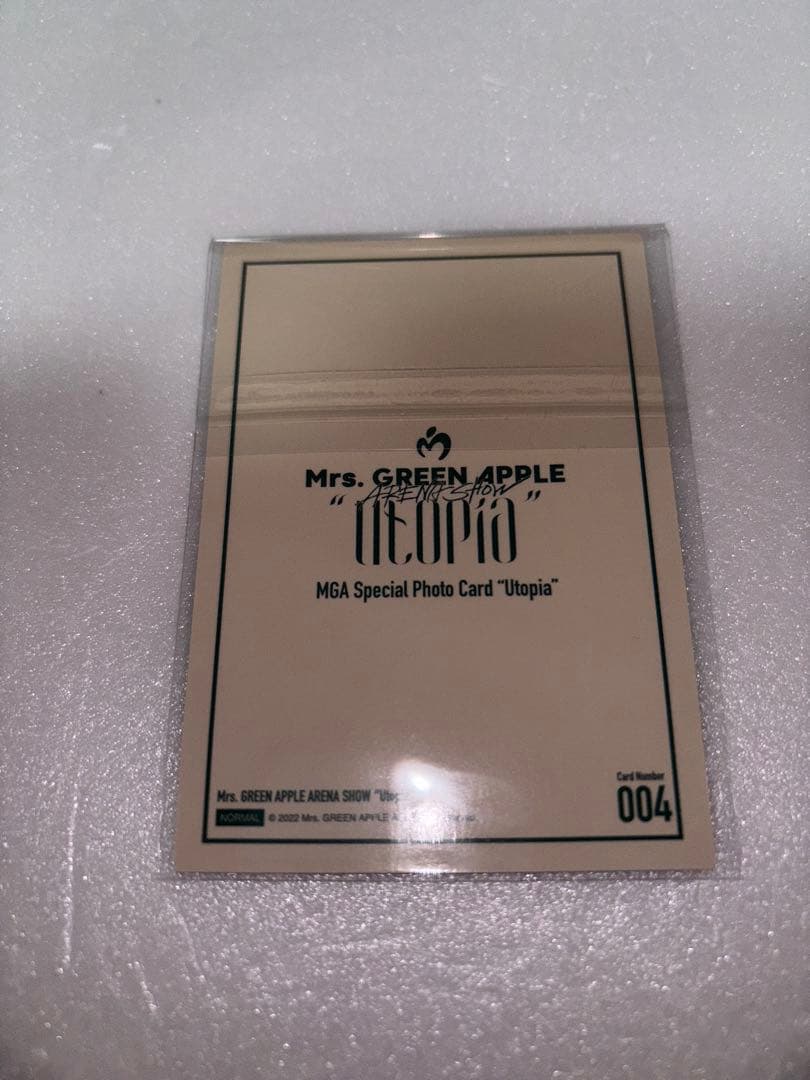 Mrs. GREEN APPLE
ARENA SHOW
“Utopia”
MGA Special Photo Card “Utopia”
Card Number
004
Mrs. GREEN APPLE ARENA SHOW
NORMAL © 2022 Mrs. GREEN APPLE